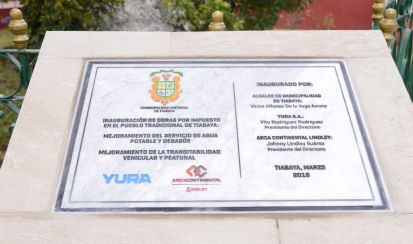 MUNICIPALIDAD DISTRITAL
DE TIABAYA
INAUGURACIÓN DE OBRAS POR IMPUESTO
EN EL PUEBLO TRADICIONAL DE TIABAYA:
MEJORAMIENTO DEL SERVICIO DE AGUA
POTABLE Y DESAGÜE
MEJORAMIENTO DE LA TRANSITABILIDAD
VEHICULAR Y PEATONAL
YURA
ARCACONTINENTAL
LINDLEY
INAUGURADO POR:
ALCALDE DE MUNICIPALIDAD
DE TIABAYA:
Víctor
De la Vega
YURA S.A.:
Vito Rodríguez Rodríguez
Presidente del Directorio
ARCA CONTINENTAL LINDLEY:
Johnny Lindley Suárez
Presidente del Directorio
TIABAYA, MARZO
2018